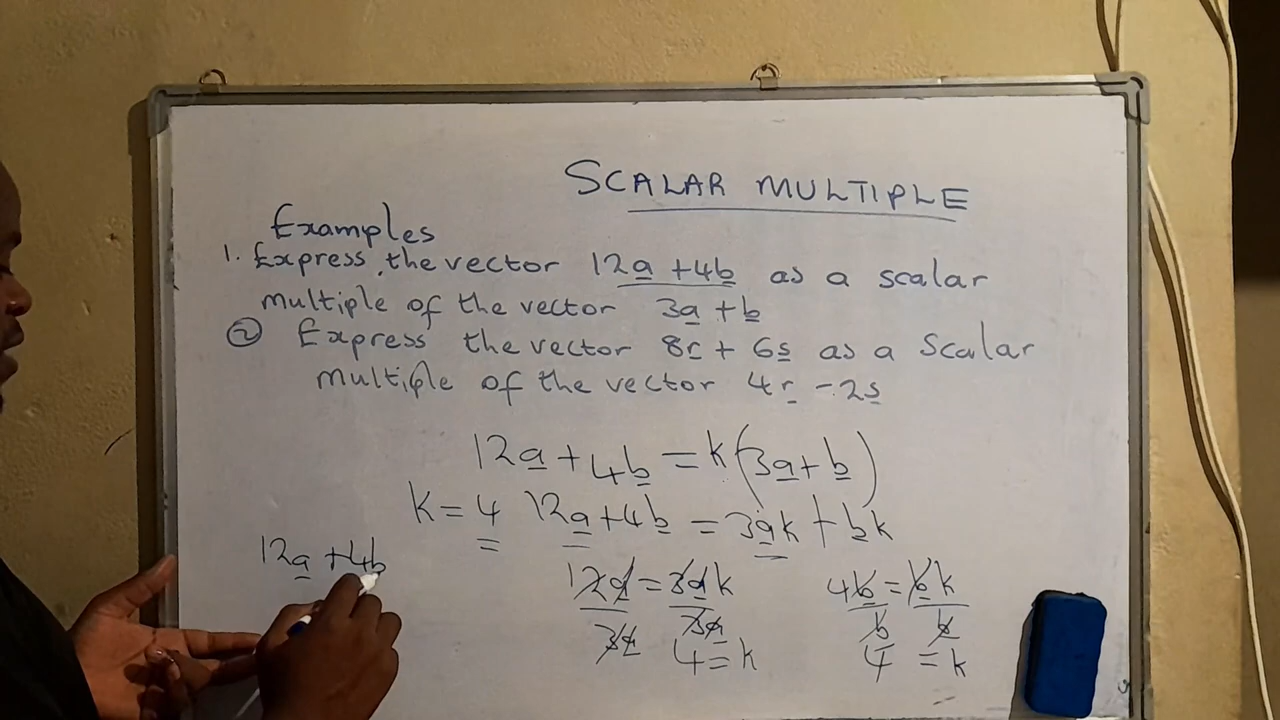 SCALAR MULTIPLE
Examples
1. Express the vector 12a + 4b as a scalar
multiple of the vector 3a + b
② Express the vector 8r + 6s as a Scalar
multiple of the vector 4r - 2s
12a + 4b = k(3a + b)
k = 4 12a + 4b = 3ak + bk
12a + 4b
12a = 3ak 4b = bk
3a 3a b b
4 = k 4 = k